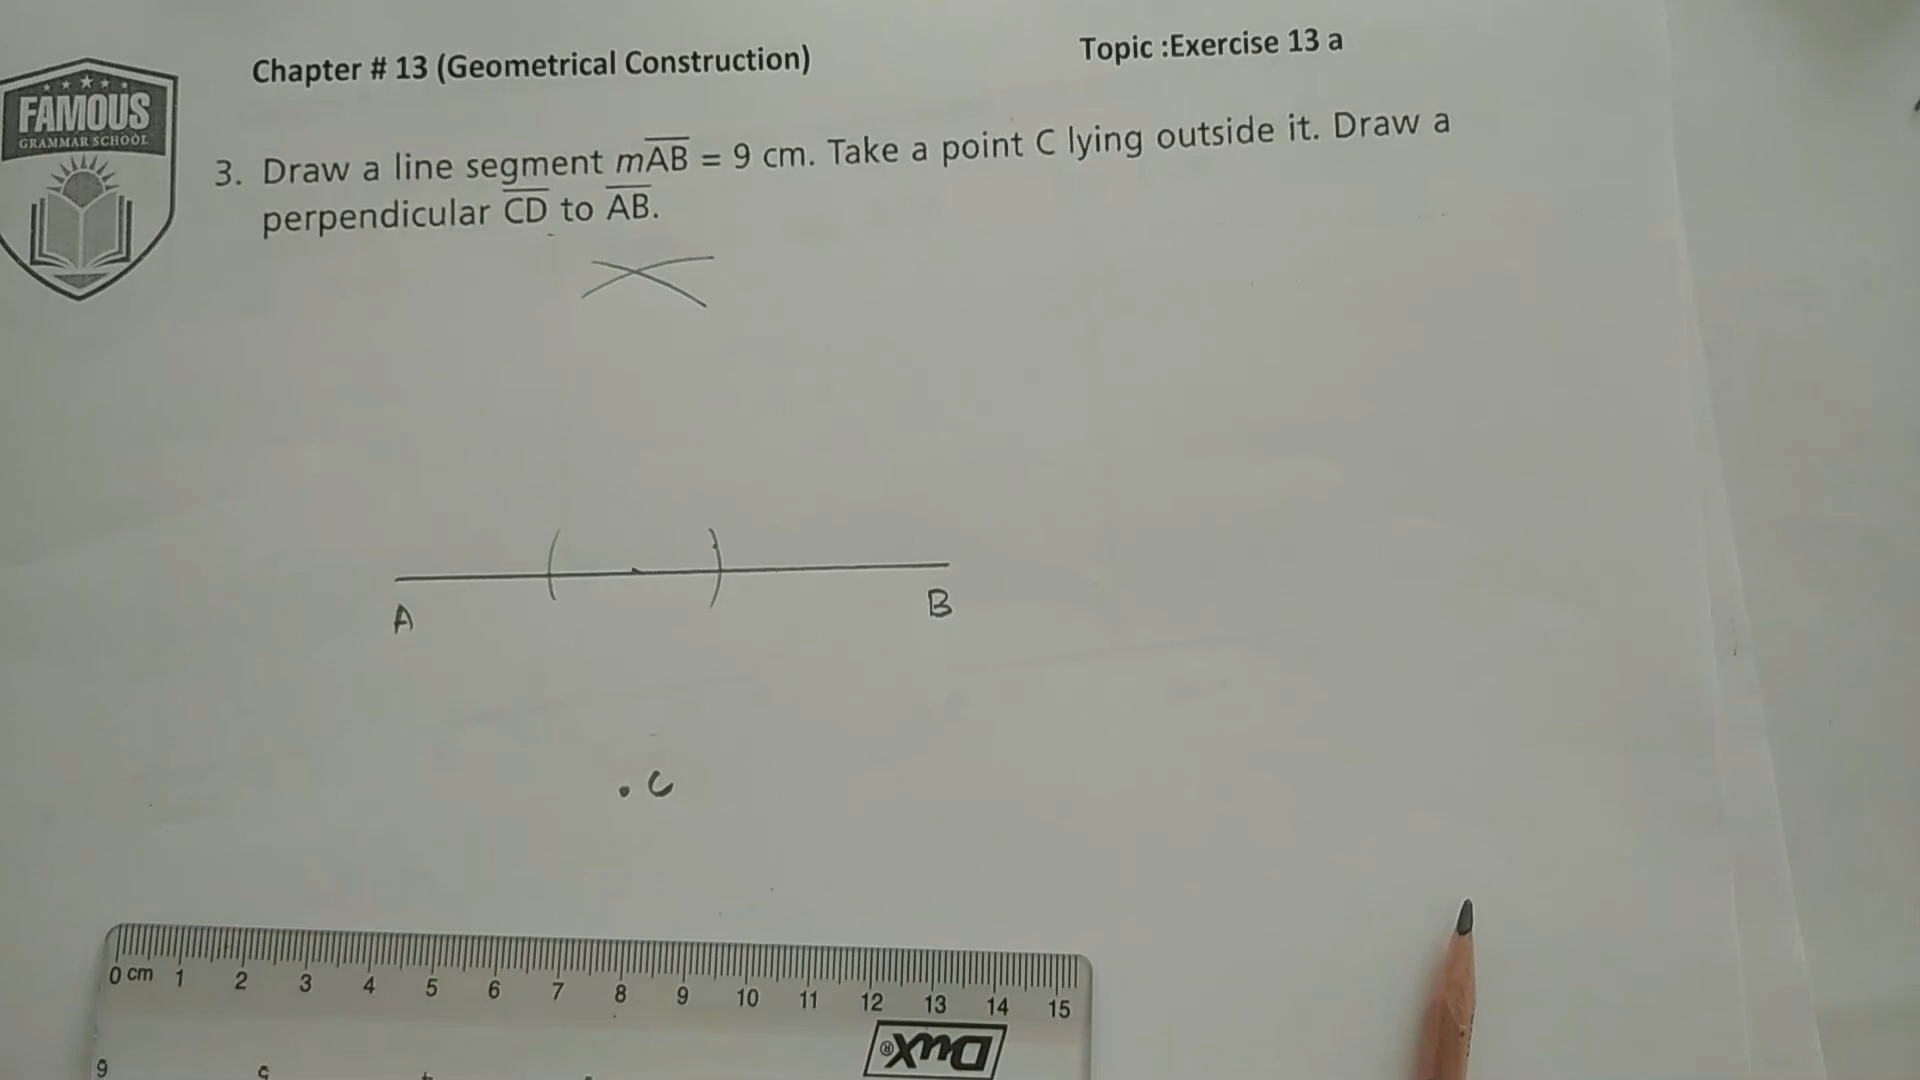 Chapter # 13 (Geometrical Construction)
Topic :Exercise 13 a
FAMOUS
GRAMMAR SCHOOL
3. Draw a line segment mAB = 9 cm. Take a point C lying outside it. Draw a
perpendicular CD to AB.
A
B
. C
0 cm 1 2 3 4 5 6 7 8 9 10 11 12 13 14 15
Dux®